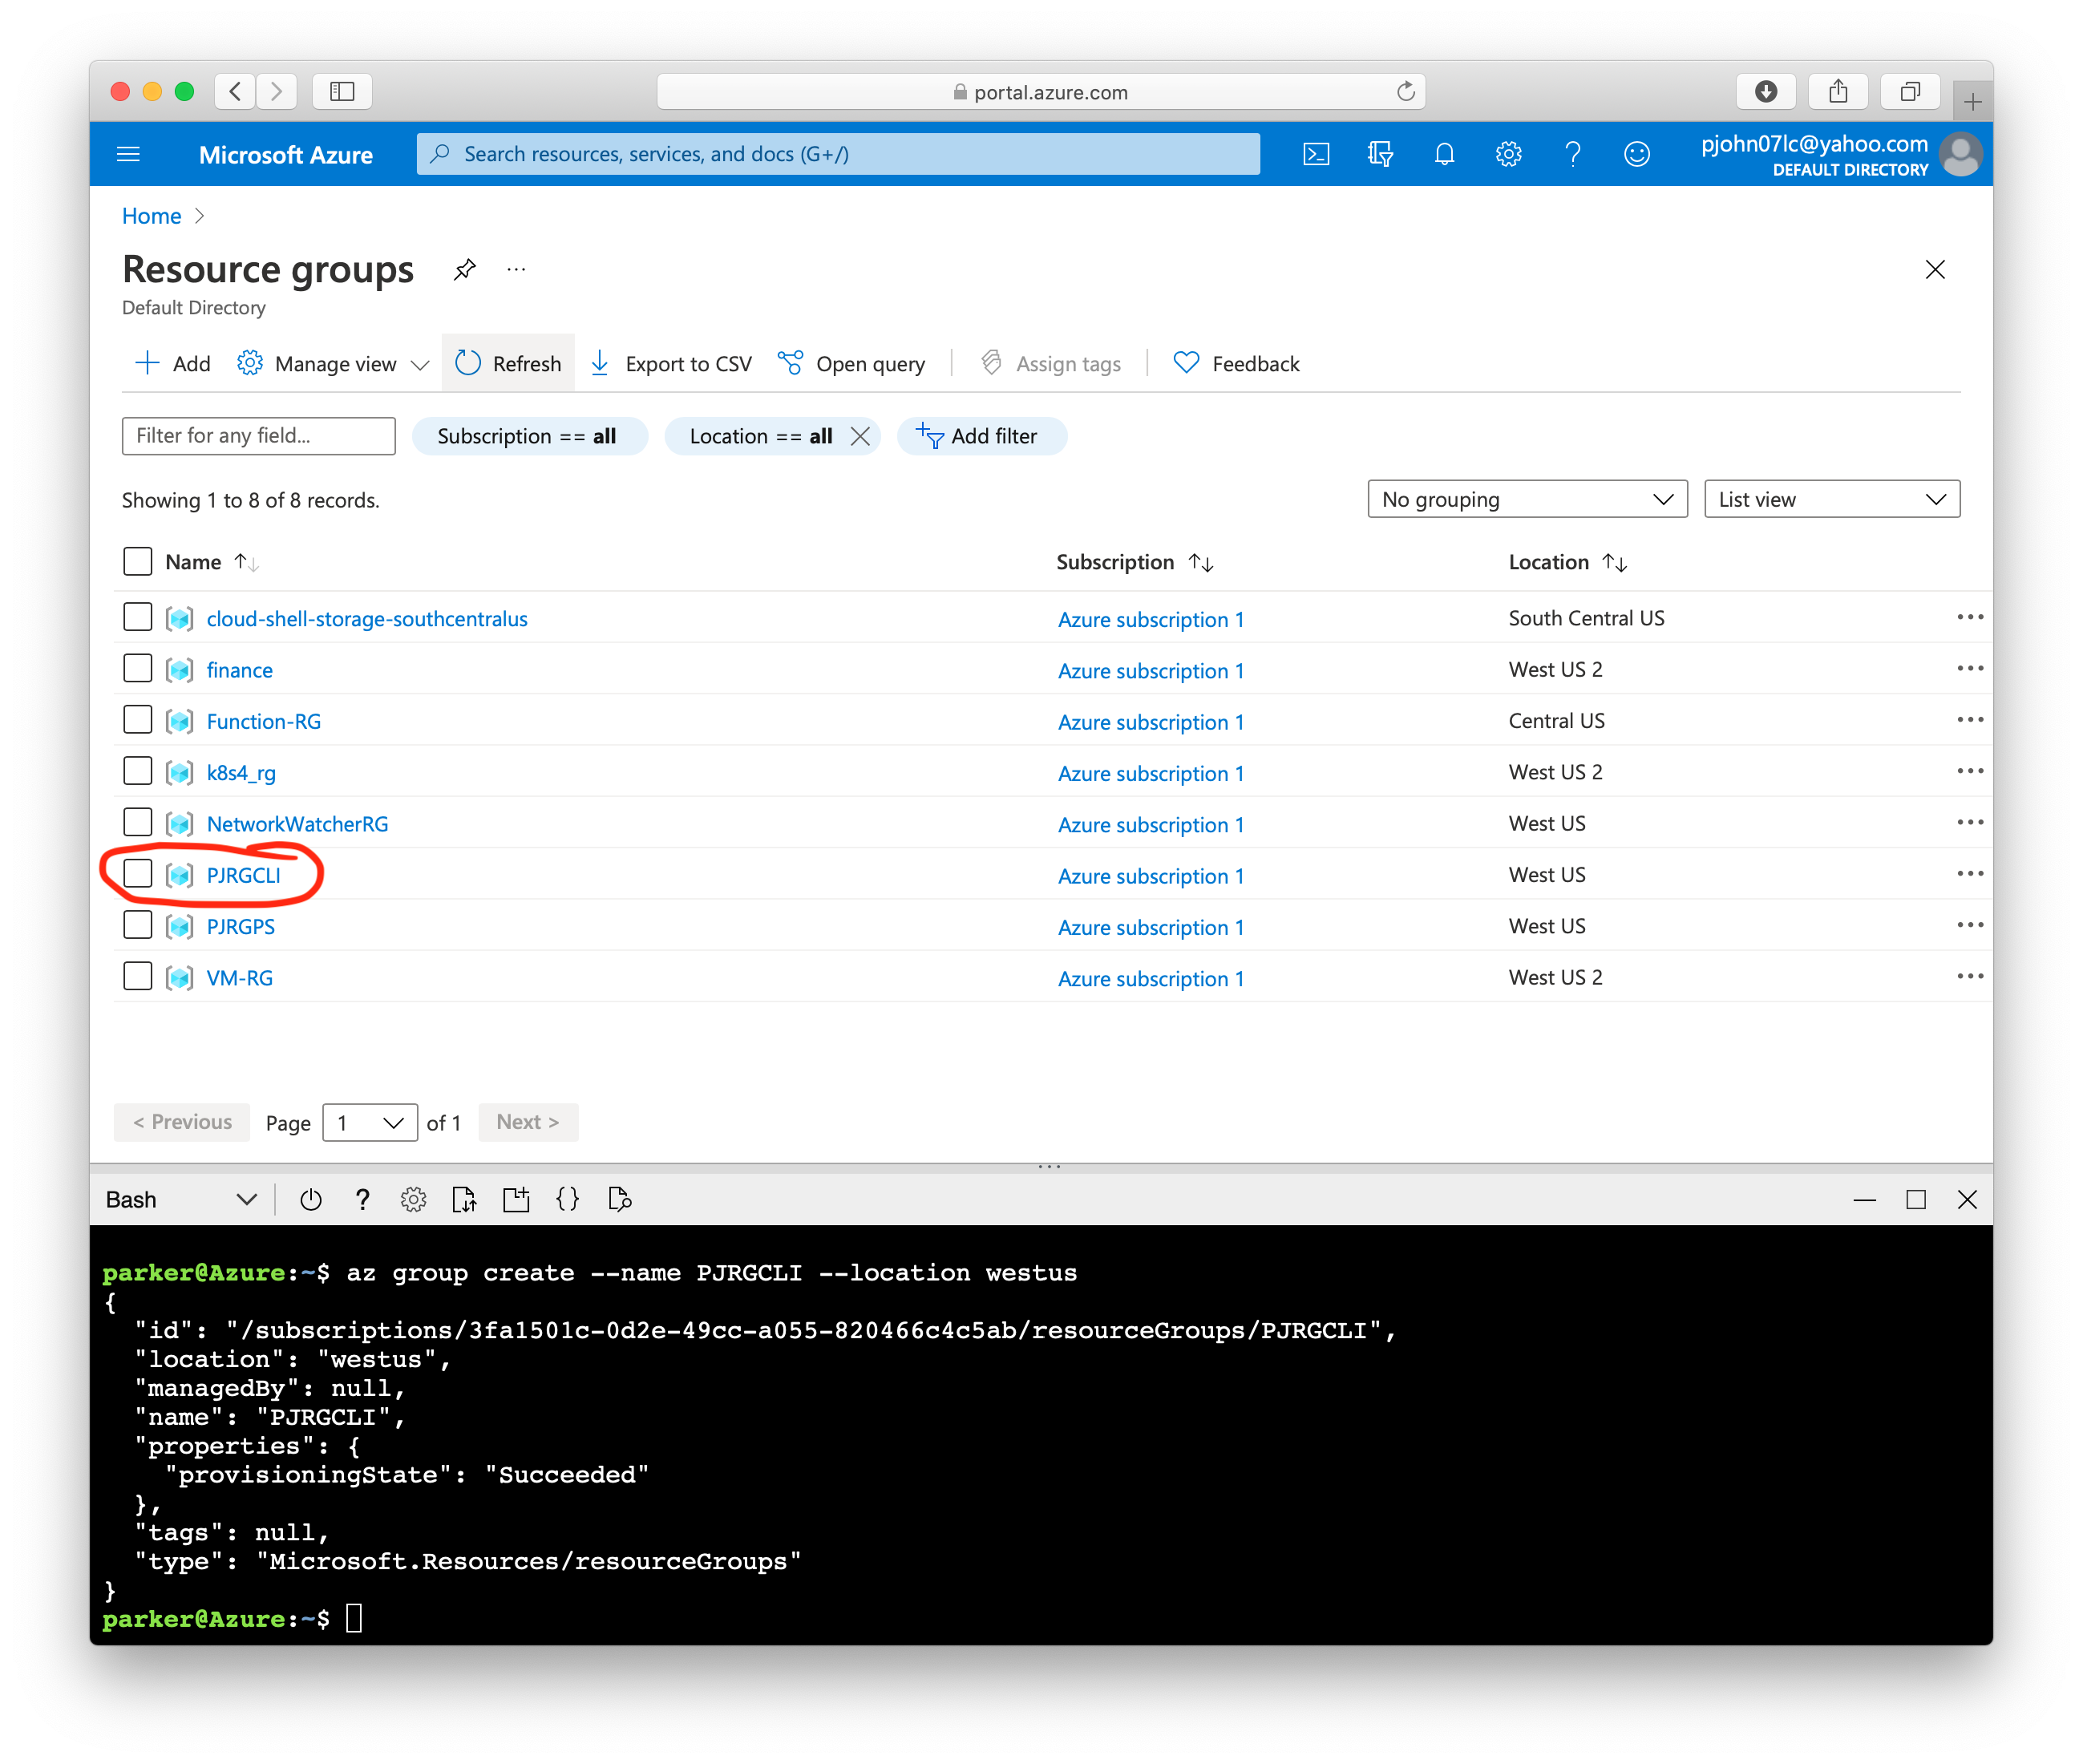 portal.azure.com
Microsoft Azure
Search resources, services, and docs (G+/)
pjohn07lc@yahoo.com
DEFAULT DIRECTORY
Home
Resource groups
Default Directory
Add Manage view Refresh Export to CSV Open query Assign tags Feedback
Filter for any field... Subscription == all Location == all Add filter
Showing 1 to 8 of 8 records. No grouping List view
Name Subscription Location
cloud-shell-storage-southcentralus Azure subscription 1 South Central US
finance Azure subscription 1 West US 2
Function-RG Azure subscription 1 Central US
k8s4_rg Azure subscription 1 West US 2
NetworkWatcherRG Azure subscription 1 West US
PJRGCLI Azure subscription 1 West US
PJRGPS Azure subscription 1 West US
VM-RG Azure subscription 1 West US 2
< Previous Page 1 of 1 Next >
Bash
parker@Azure:~$ az group create --name PJRGCLI --location westus
{
  "id": "/subscriptions/3fa1501c-0d2e-49cc-a055-820466c4c5ab/resourceGroups/PJRGCLI",
  "location": "westus",
  "managedBy": null,
  "name": "PJRGCLI",
  "properties": {
    "provisioningState": "Succeeded"
  },
  "tags": null,
  "type": "Microsoft.Resources/resourceGroups"
}
parker@Azure:~$